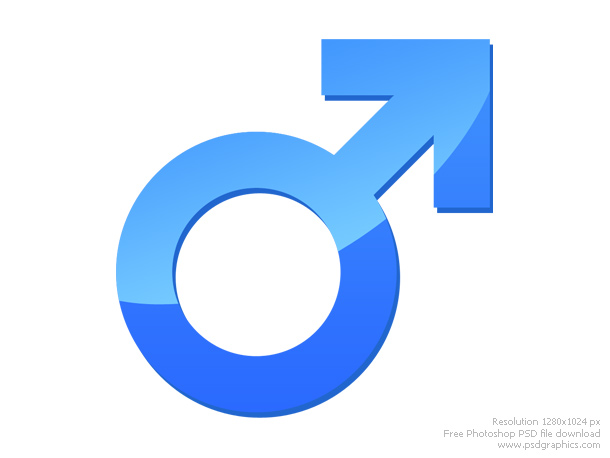 Resolution 1280x1024 px
Free Photoshop PSD file download
www.psdgraphics.com